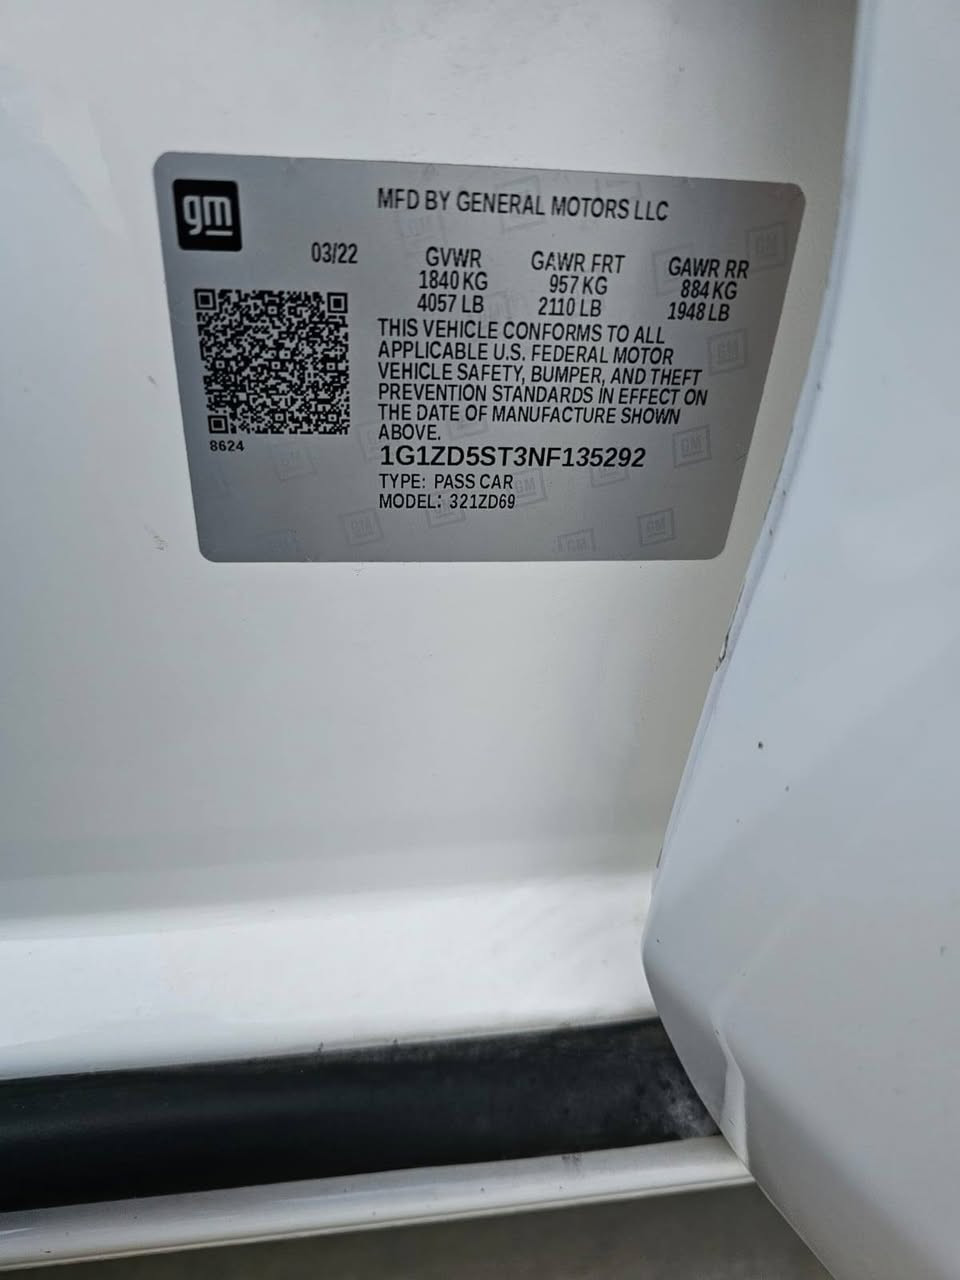 gm
MFD BY GENERAL MOTORS LLC
03/22 GVWR GAWR FRT GAWR RR
1840 KG 957 KG 884 KG
4057 LB 2110 LB 1948 LB
THIS VEHICLE CONFORMS TO ALL
APPLICABLE U.S. FEDERAL MOTOR
VEHICLE SAFETY, BUMPER, AND THEFT
PREVENTION STANDARDS IN EFFECT ON
THE DATE OF MANUFACTURE SHOWN
ABOVE.
8624
1G1ZD5ST3NF135292
TYPE: PASS CAR
MODEL: 321ZD69